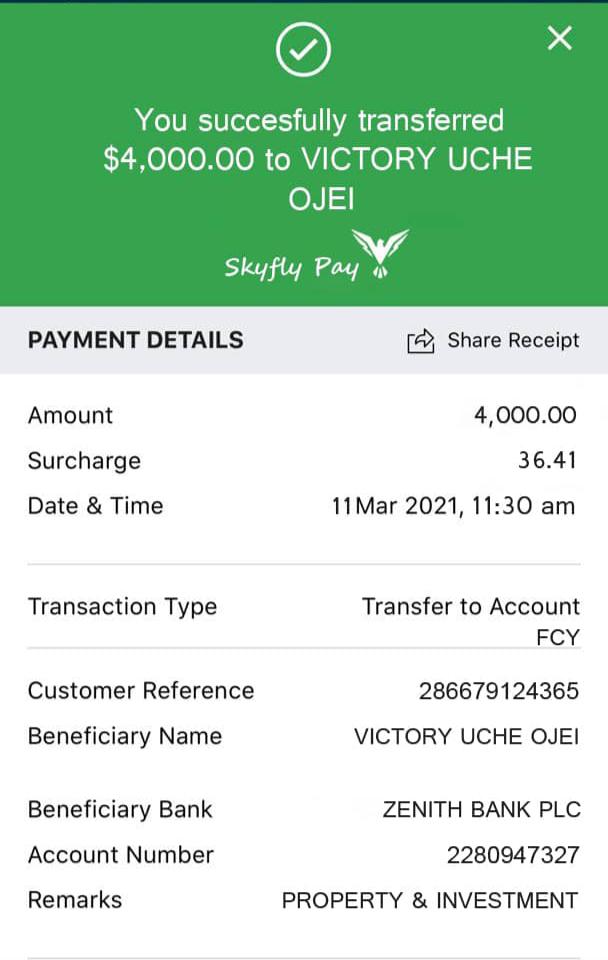 You succesfully transferred
$4,000.00 to VICTORY UCHE
OJEI
Skyfly Pay
PAYMENT DETAILS Share Receipt
Amount 4,000.00
Surcharge 36.41
Date & Time 11Mar 2021, 11:30 am
Transaction Type Transfer to Account
FCY
Customer Reference 286679124365
Beneficiary Name VICTORY UCHE OJEI
Beneficiary Bank ZENITH BANK PLC
Account Number 2280947327
Remarks PROPERTY & INVESTMENT